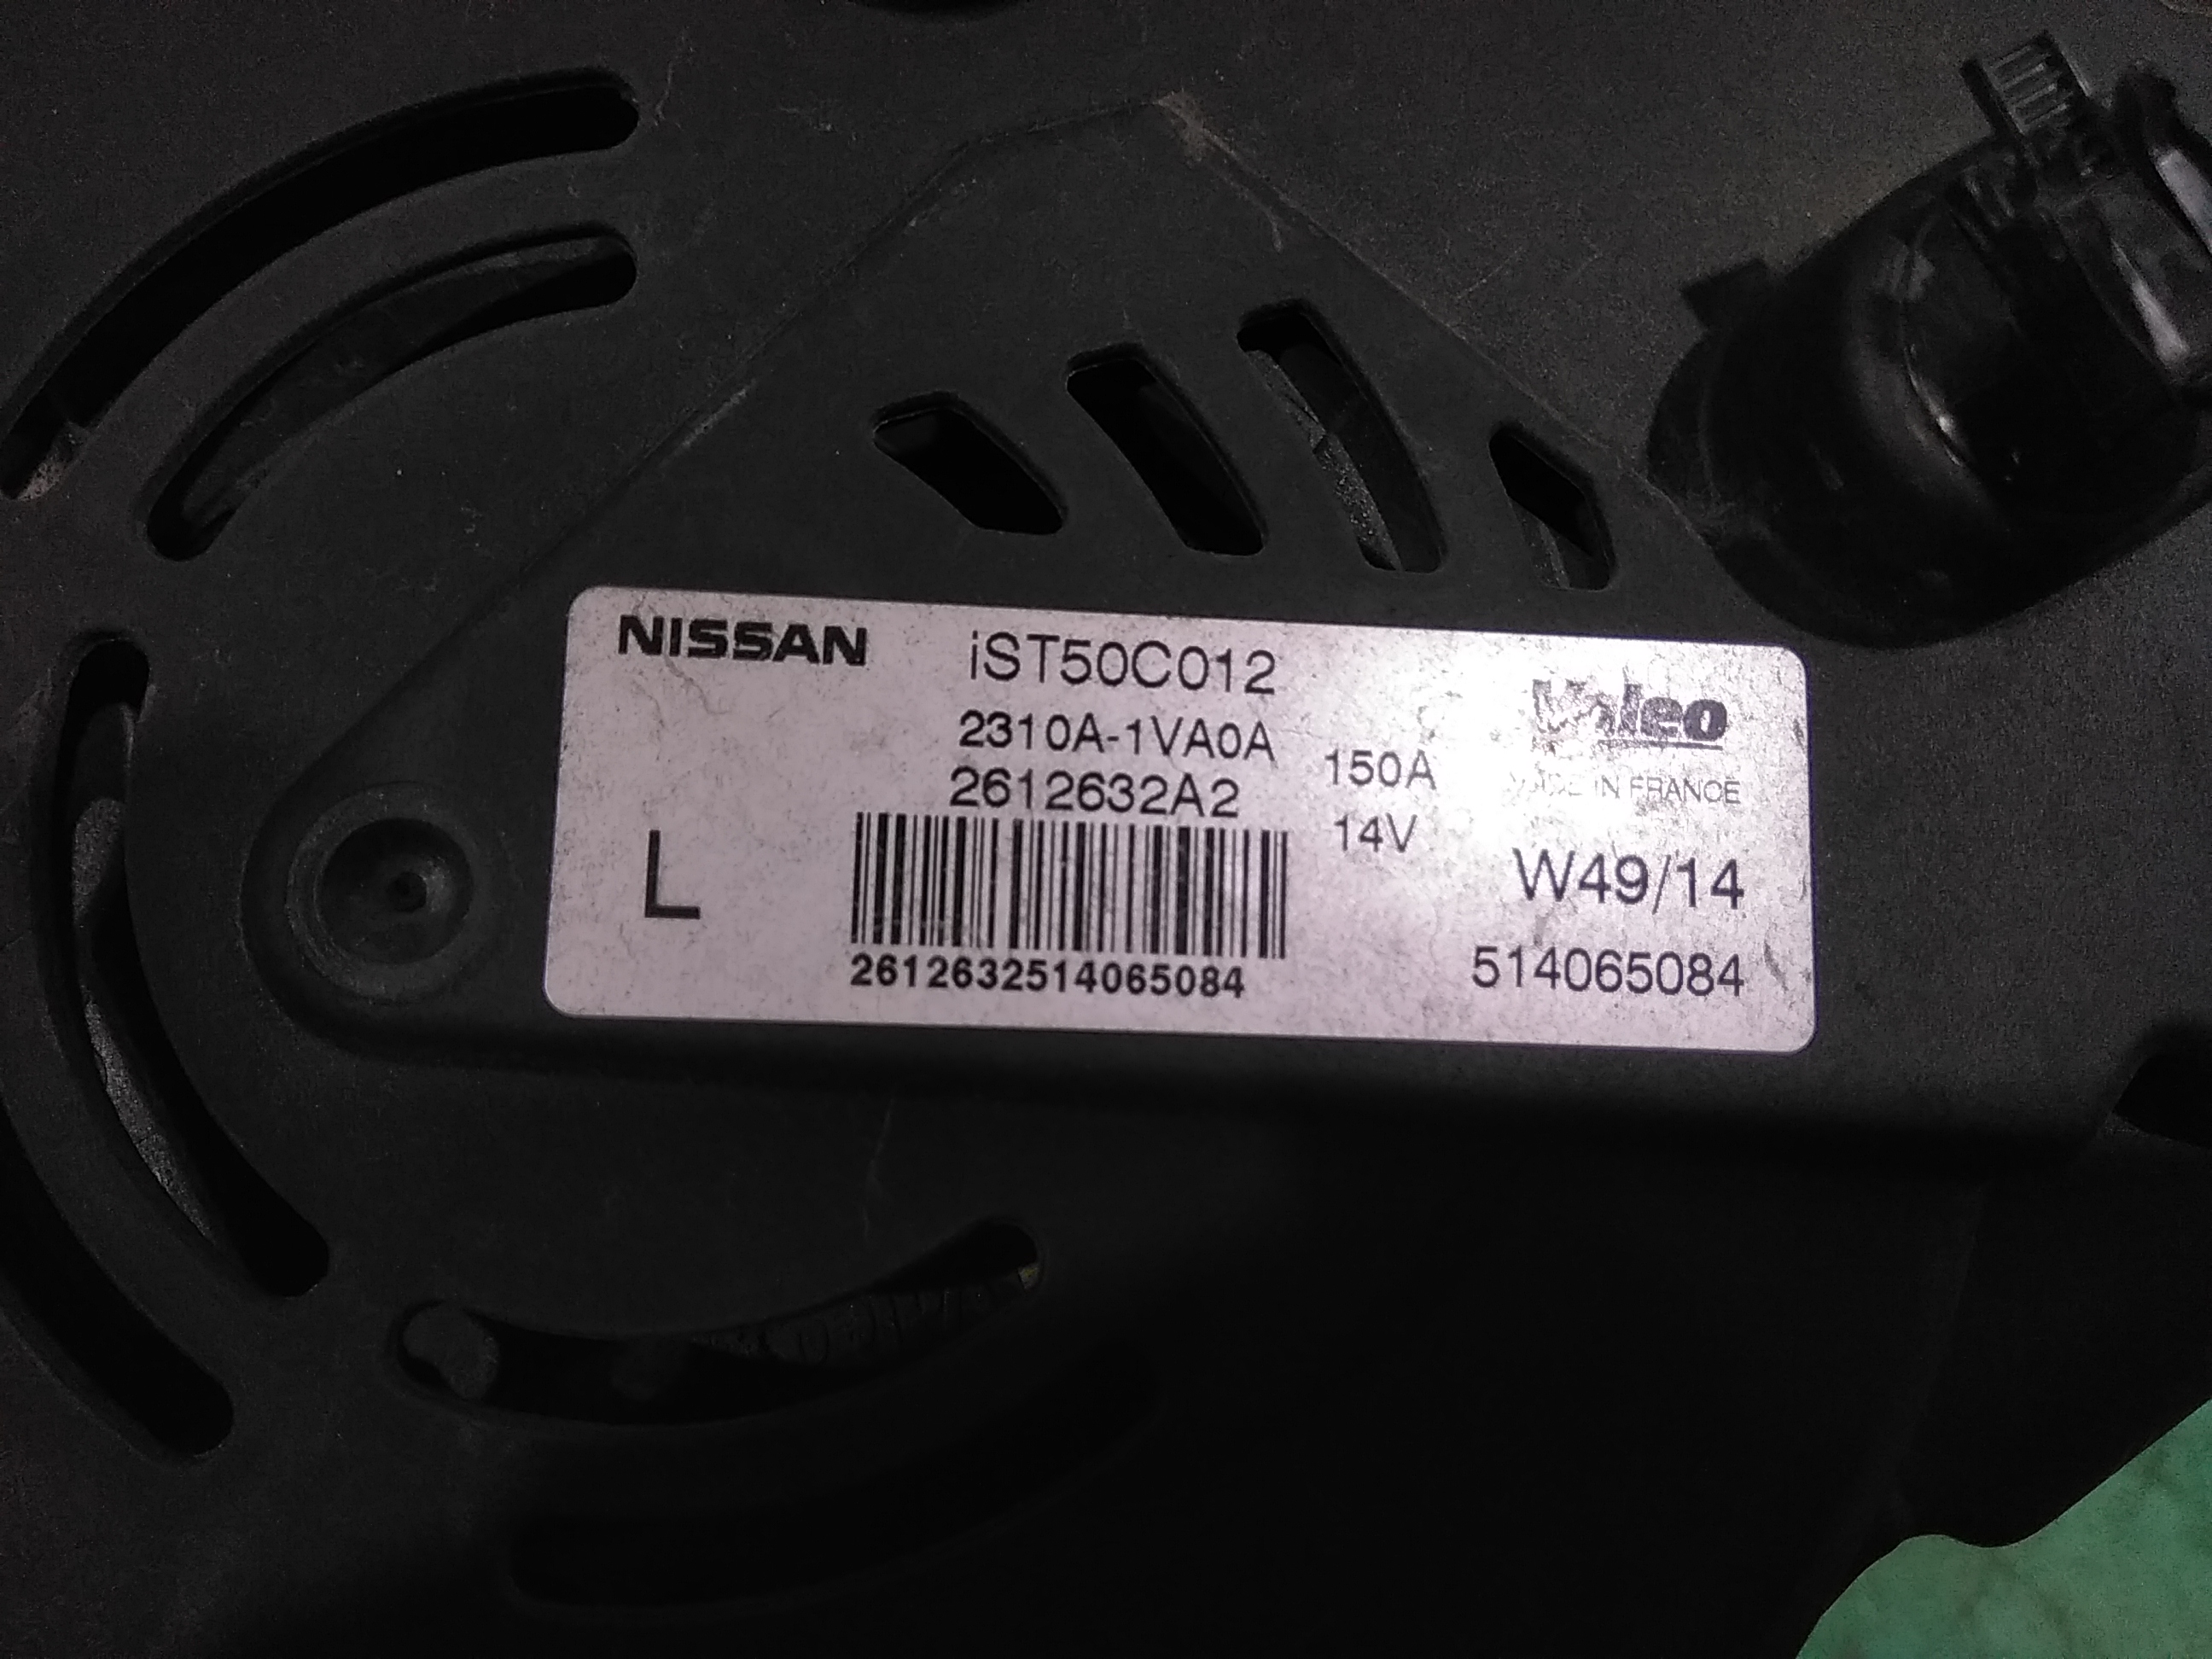 NISSAN iST50C012
Valeo
2310A-1VA0A
150A
MADE IN FRANCE
2612632A2
14V
L
W49/14
2612632514065084
514065084